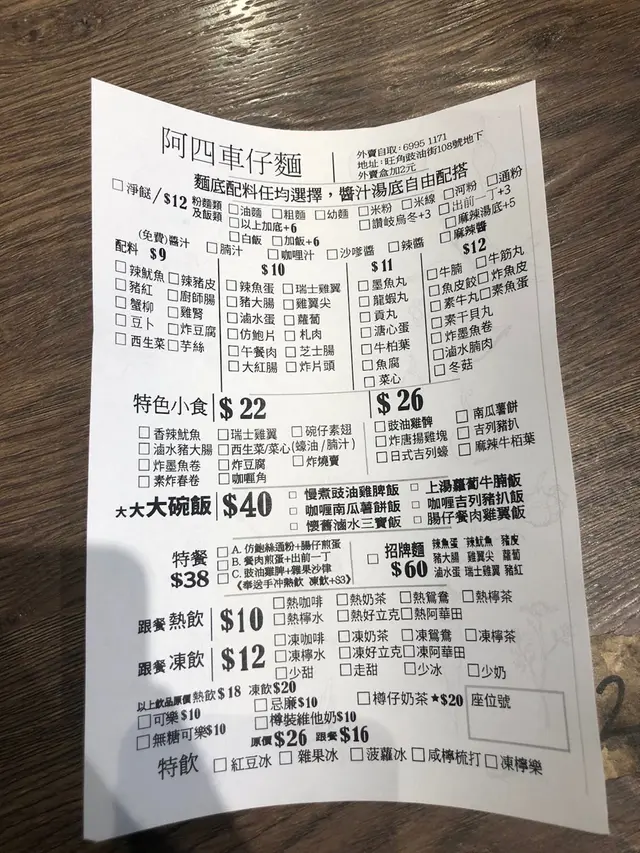 阿四車仔麵
外賣自取:6995 1171
地址:旺角豉油街108號地下
外賣盒加2元
麵底配料任均選擇,醬汁湯底自由配搭
□淨餸/$12 粉麵類及飯類 □油麵 □粗麵 □幼麵 □米粉 □米線 □河粉 □通粉
□以上加底+6 □讚岐烏冬+3 □出前一丁+3
□白飯 □加飯+6 □麻辣湯底+5
(免費)醬汁 □腩汁 □咖喱汁 □沙嗲醬 □辣醬 □麻辣醬
配料 $9
□辣魷魚 □辣豬皮
□豬紅 □廚師腸
□蟹柳 □雞腎
□豆卜 □炸豆腐
□西生菜 □芋絲
$10
□辣魚蛋 □瑞士雞翼
□豬大腸 □雞翼尖
□滷水蛋 □蘿蔔
□仿鮑片 □札肉
□午餐肉 □芝士腸
□大紅腸 □炸片頭
$11
□墨魚丸
□龍蝦丸
□貢丸
□溏心蛋
□牛柏葉
□魚腐
□菜心
$12
□牛腩 □牛筋丸
□魚皮餃 □炸魚皮
□素牛丸 □素魚蛋
□素干貝丸
□炸墨魚卷
□滷水腩肉
□冬菇
特色小食 $22
□香辣魷魚 □瑞士雞翼 □碗仔素翅
□滷水豬大腸 □西生菜/菜心(蠔油/腩汁)
□炸墨魚卷 □炸豆腐 □炸燒賣
□素炸春卷 □咖喱角
$26
□豉油雞髀 □南瓜薯餅
□炸唐揚雞塊 □吉列豬扒
□日式吉列蠔 □麻辣牛柏葉
大大大碗飯 $40
□慢煮豉油雞脾飯 □上湯蘿蔔牛腩飯
□咖喱南瓜薯餅飯 □咖喱吉列豬扒飯
□懷舊滷水三寶飯 □腸仔餐肉雞翼飯
特餐 $38
□A. 仿鮑絲通粉+腸仔煎蛋
□B. 餐肉煎蛋+出前一丁
□C. 豉油雞脾+雜果沙律
《奉送手冲熱飲 凍飲+$3》
□招牌麵 $60
辣魚蛋 辣魷魚 豬皮
豬大腸 雞翼尖 蘿蔔
滷水蛋 瑞士雞翼 豬紅
跟餐熱飲 $10
□熱咖啡 □熱奶茶 □熱鴛鴦 □熱檸茶
□熱檸水 □熱好立克 □熱阿華田
跟餐凍飲 $12
□凍咖啡 □凍奶茶 □凍鴛鴦 □凍檸茶
□凍檸水 □凍好立克 □凍阿華田
□少甜 □走甜 □少冰 □少奶
以上飲品原價 熱飲$18 凍飲$20
□可樂$10 □忌廉$10 □樽仔奶茶★$20
□無糖可樂$10 □樽裝維他奶$10
座位號
原價$26 跟餐$16
特飲 □紅豆冰 □雜果冰 □菠蘿冰 □咸檸梳打 □凍檸樂
2